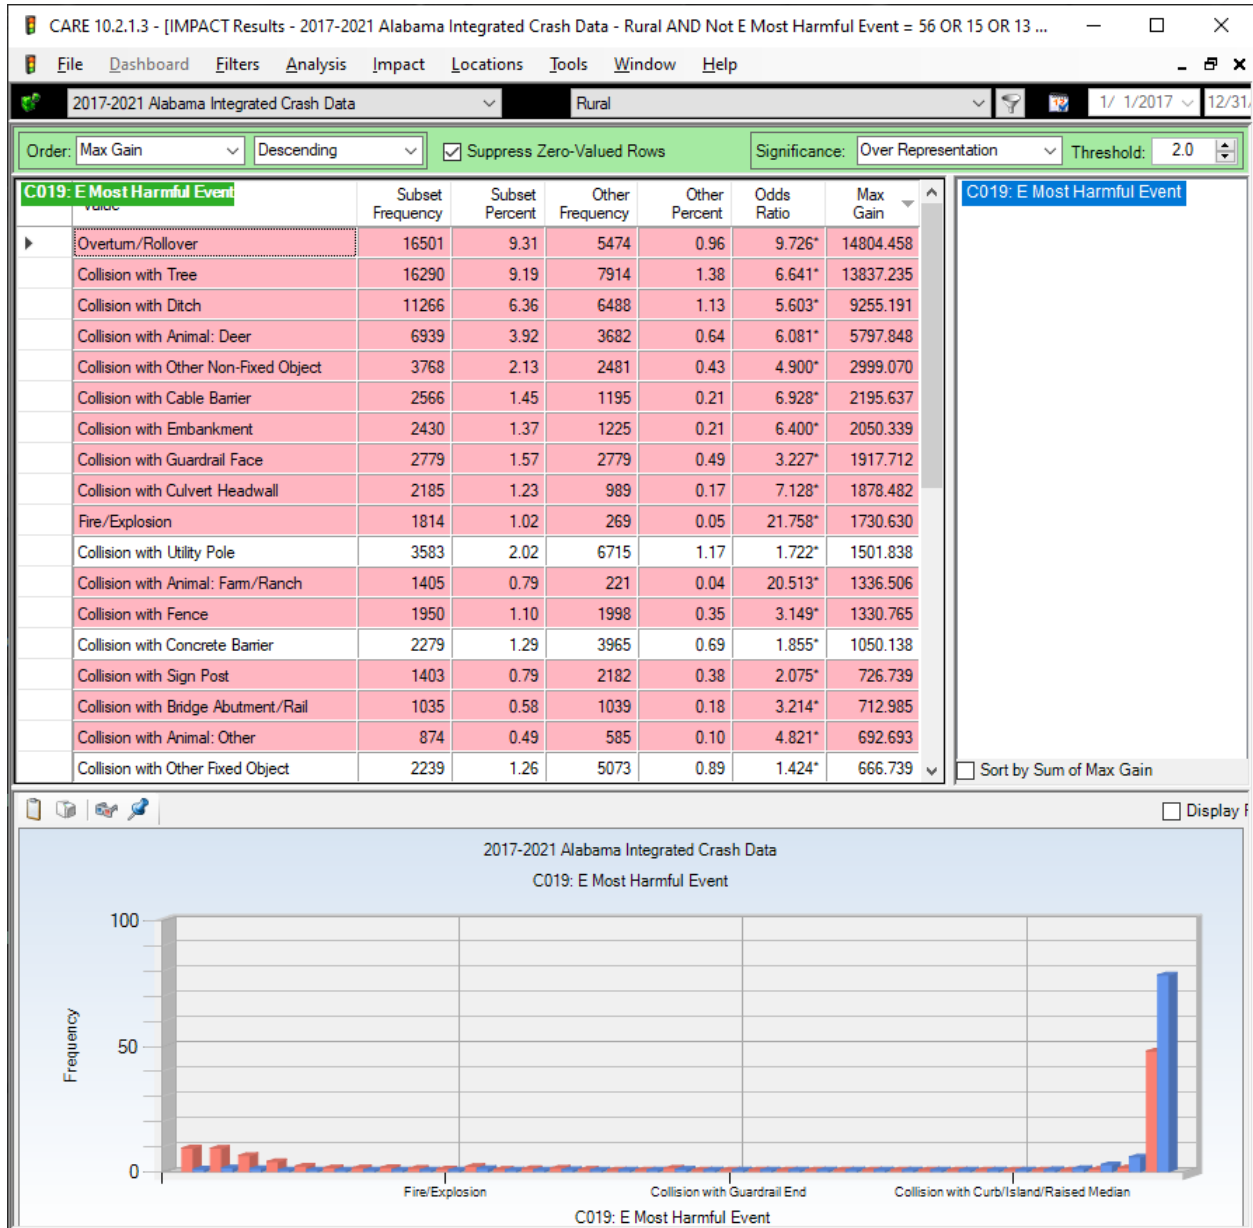 CARE 10.2.1.3 - [IMPACT Results - 2017-2021 Alabama Integrated Crash Data - Rural AND Not E Most Harmful Event = 56 OR 15 OR 13 ...
File Dashboard Filters Analysis Impact Locations Tools Window Help
2017-2021 Alabama Integrated Crash Data Rural 1/ 1/2017 12/31/
Order: Max Gain Descending Suppress Zero-Valued Rows Significance: Over Representation Threshold: 2.0
C019: E Most Harmful Event Subset Frequency Subset Percent Other Frequency Other Percent Odds Ratio Max Gain C019: E Most Harmful Event
Overturn/Rollover 16501 9.31 5474 0.96 9.726* 14804.458
Collision with Tree 16290 9.19 7914 1.38 6.641* 13837.235
Collision with Ditch 11266 6.36 6488 1.13 5.603* 9255.191
Collision with Animal: Deer 6939 3.92 3682 0.64 6.081* 5797.848
Collision with Other Non-Fixed Object 3768 2.13 2481 0.43 4.900* 2999.070
Collision with Cable Barrier 2566 1.45 1195 0.21 6.928* 2195.637
Collision with Embankment 2430 1.37 1225 0.21 6.400* 2050.339
Collision with Guardrail Face 2779 1.57 2779 0.49 3.227* 1917.712
Collision with Culvert Headwall 2185 1.23 989 0.17 7.128* 1878.482
Fire/Explosion 1814 1.02 269 0.05 21.758* 1730.630
Collision with Utility Pole 3583 2.02 6715 1.17 1.722* 1501.838
Collision with Animal: Farm/Ranch 1405 0.79 221 0.04 20.513* 1336.506
Collision with Fence 1950 1.10 1998 0.35 3.149* 1330.765
Collision with Concrete Barrier 2279 1.29 3965 0.69 1.855* 1050.138
Collision with Sign Post 1403 0.79 2182 0.38 2.075* 726.739
Collision with Bridge Abutment/Rail 1035 0.58 1039 0.18 3.214* 712.985
Collision with Animal: Other 874 0.49 585 0.10 4.821* 692.693
Collision with Other Fixed Object 2239 1.26 5073 0.89 1.424* 666.739
Sort by Sum of Max Gain
Display
2017-2021 Alabama Integrated Crash Data
C019: E Most Harmful Event
100
50
0
Frequency
Fire/Explosion Collision with Guardrail End Collision with Curb/Island/Raised Median
C019: E Most Harmful Event